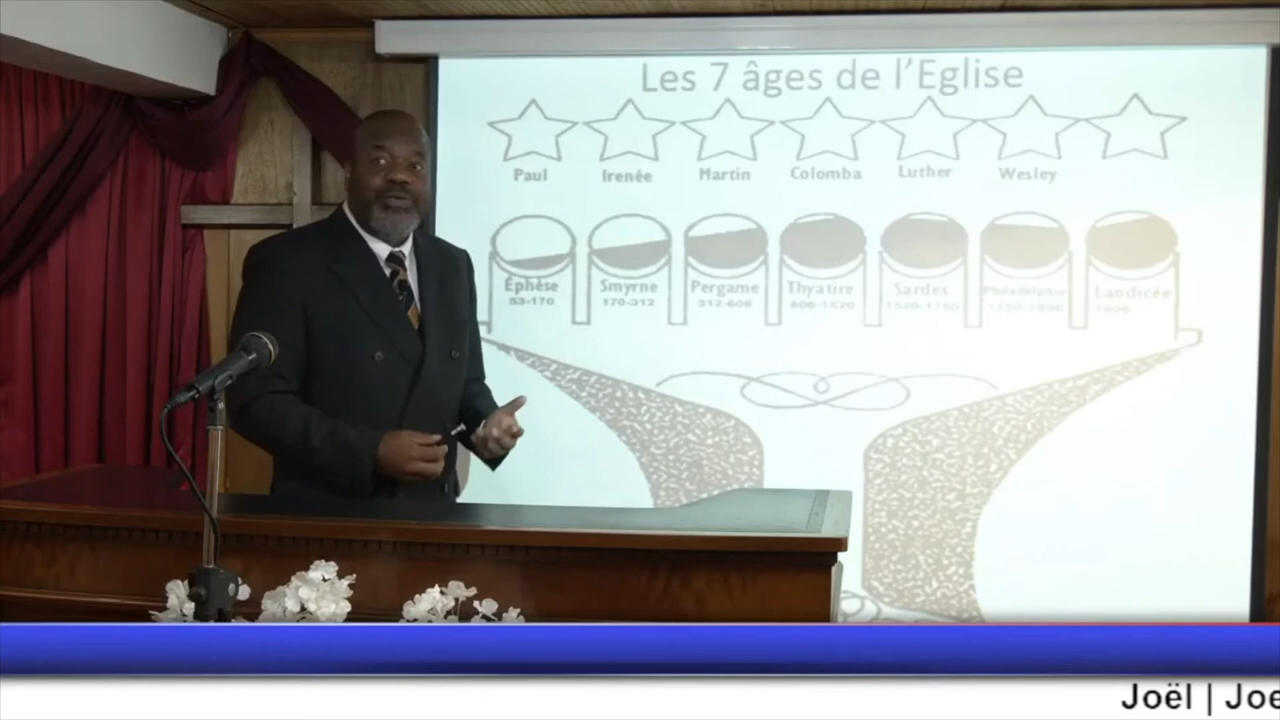 Les 7 âges de l'Eglise
Paul Irenée Martin Colomba Luther Wesley
Éphèse Smyrne Pergame Thyatire Sardes Philadelphie Laodicée
53-170 170-312 312-606 606-1520 1520-1750 1750-1906 1906
Joël | Joe